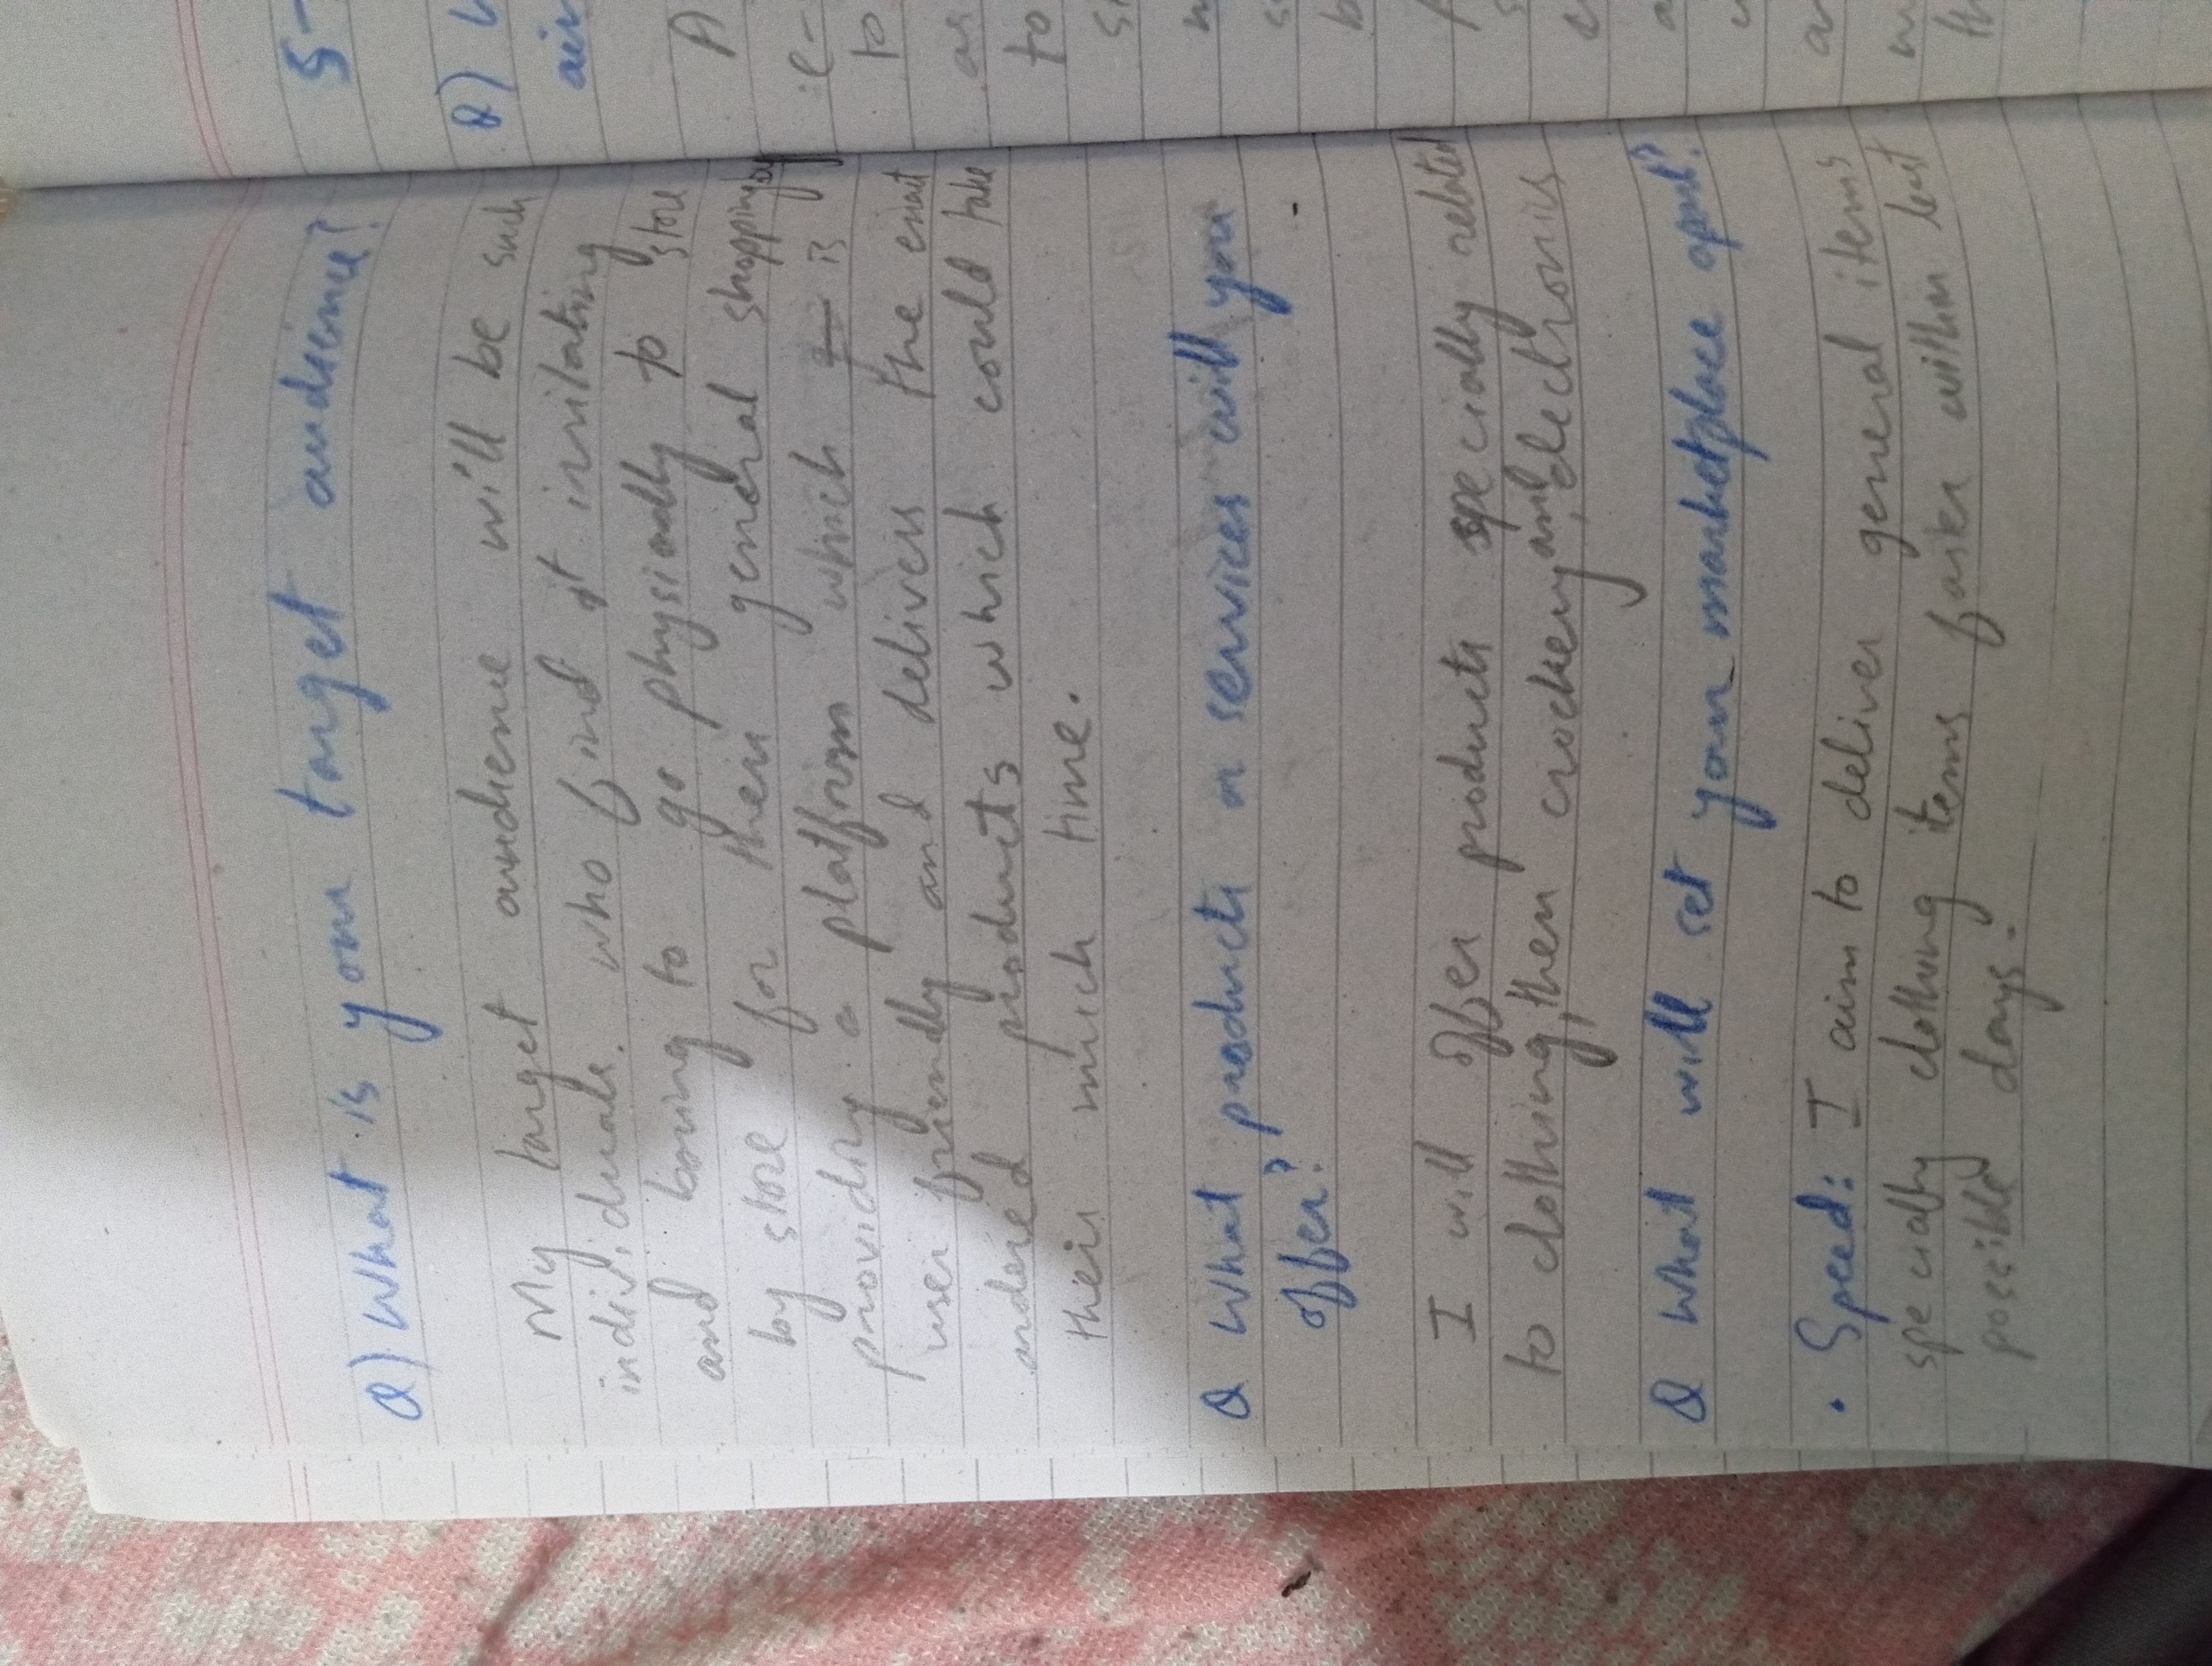 Q) What is your target audience?
My target audience will be such
individuals. who find it irritating
and boring to go physically to store
by store for their general shopping by
providing a platform which is
user friendly and delivers the exact
ordered products which could take
their much time.
Q What products or services will you
offer?
I will offer products specially related
to clothing, then crockery and, electronics
Q What will set your marketplace apart?
• Speed: I aim to deliver general items
specially clothing items faster within least
possible days.
S-
Q)
A
e-
to
as
to